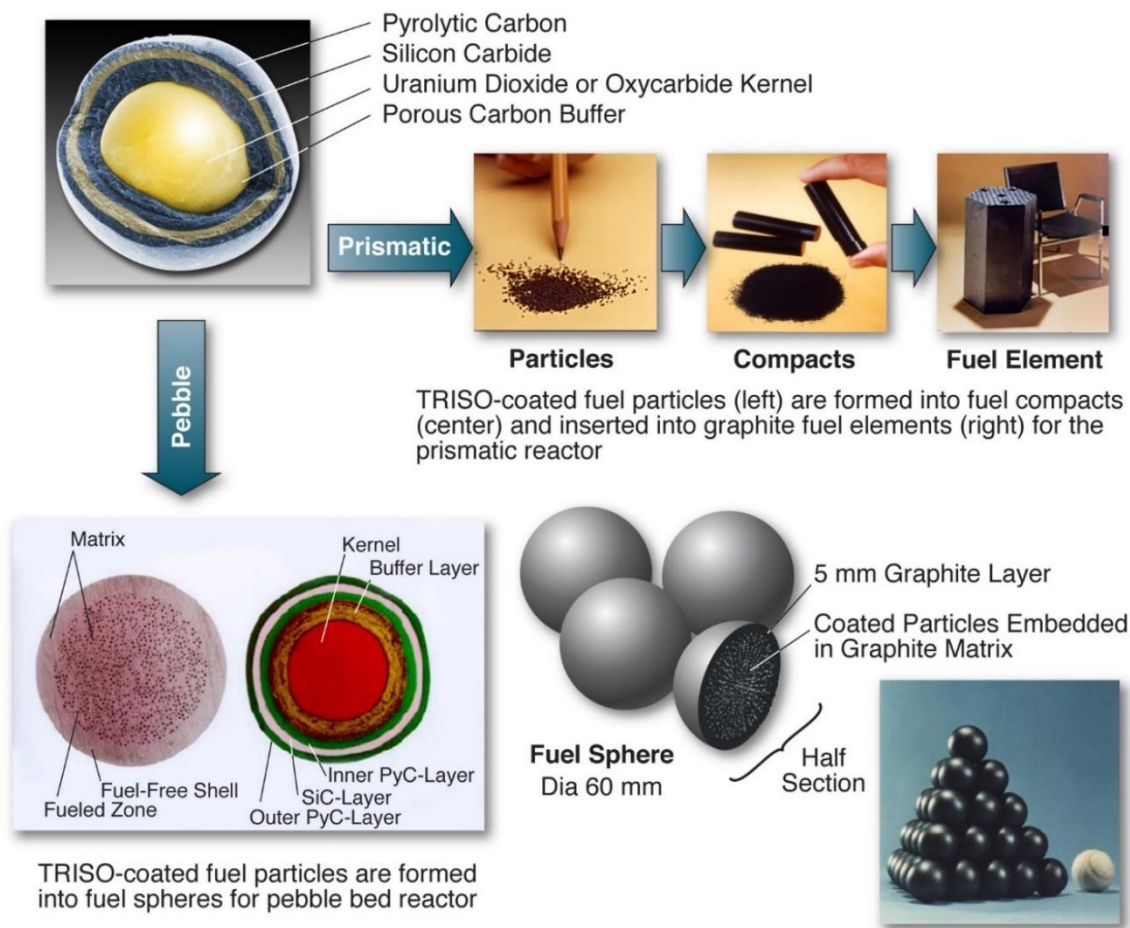 Pyrolytic Carbon
Silicon Carbide
Uranium Dioxide or Oxycarbide Kernel
Porous Carbon Buffer
Prismatic
Particles
Compacts
Fuel Element
TRISO-coated fuel particles (left) are formed into fuel compacts
(center) and inserted into graphite fuel elements (right) for the
prismatic reactor
Pebble
Matrix
Kernel
Buffer Layer
Fuel-Free Shell
Fueled Zone
Inner PyC-Layer
SiC-Layer
Outer PyC-Layer
TRISO-coated fuel particles are formed
into fuel spheres for pebble bed reactor
5 mm Graphite Layer
Coated Particles Embedded
in Graphite Matrix
Fuel Sphere
Dia 60 mm
Half
Section